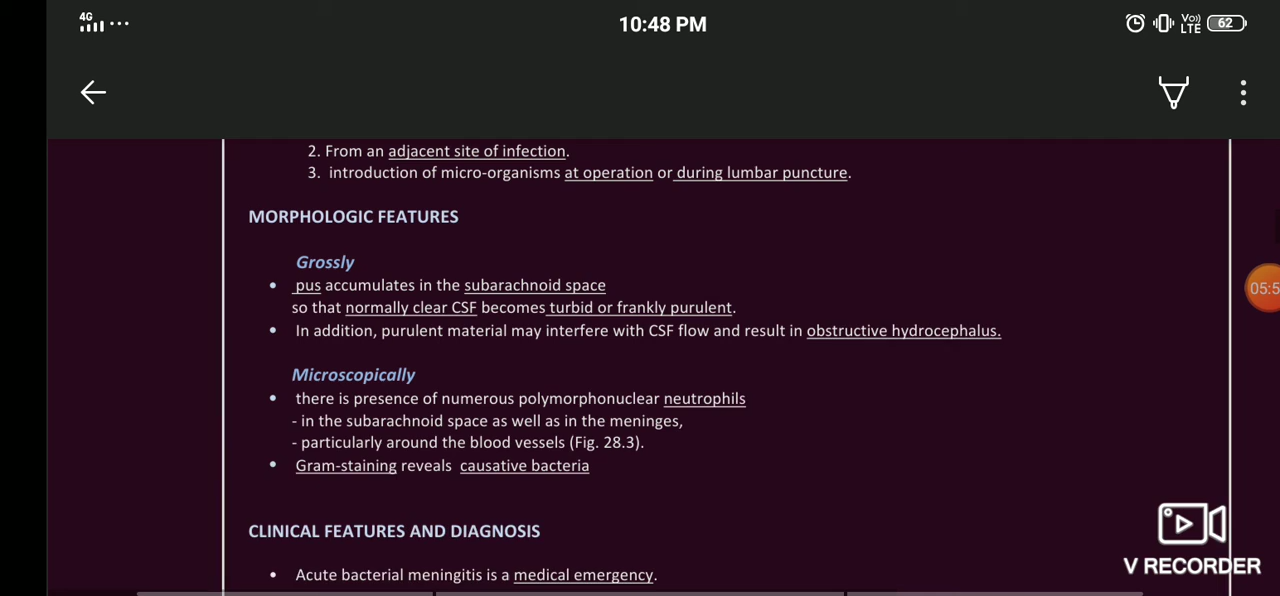 4G
10:48 PM
Vo))
LTE
62
2. From an adjacent site of infection.
3. introduction of micro-organisms at operation or during lumbar puncture.
MORPHOLOGIC FEATURES
Grossly
• pus accumulates in the subarachnoid space
so that normally clear CSF becomes turbid or frankly purulent.
• In addition, purulent material may interfere with CSF flow and result in obstructive hydrocephalus.
05:5
Microscopically
• there is presence of numerous polymorphonuclear neutrophils
- in the subarachnoid space as well as in the meninges,
- particularly around the blood vessels (Fig. 28.3).
• Gram-staining reveals causative bacteria
CLINICAL FEATURES AND DIAGNOSIS
• Acute bacterial meningitis is a medical emergency.
V RECORDER